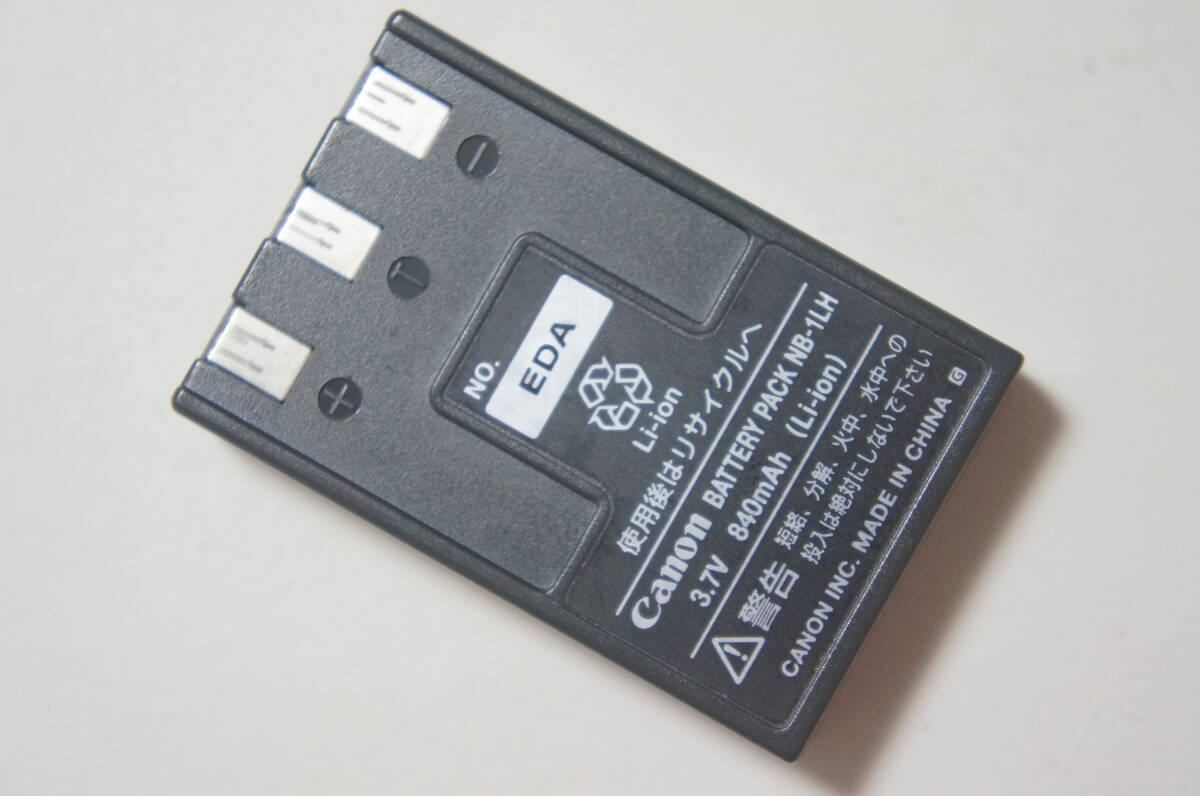 −
T
+
NO.
EDA
Li-ion
使用後はリサイクルへ
Canon BATTERY PACK NB-1LH
3.7V 840mAh (Li-ion)
警告 短絡、分解、火中、水中への
投入は絶対にしないで下さい
CANON INC. MADE IN CHINA G